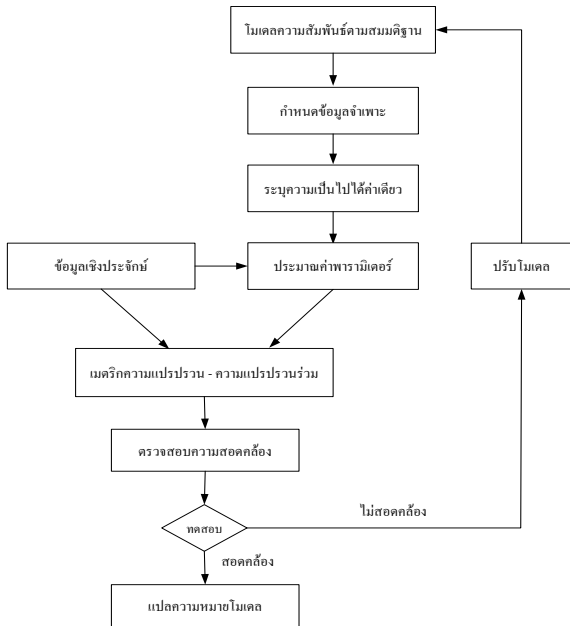 โมเดลความสัมพันธ์ตามสมมติฐาน
กำหนดข้อมูลจำเพาะ
ระบุความเป็นไปได้ค่าเดียว
ข้อมูลเชิงประจักษ์
ประมาณค่าพารามิเตอร์
ปรับโมเดล
เมตริกความแปรปรวน - ความแปรปรวนร่วม
ตรวจสอบความสอดคล้อง
ไม่สอดคล้อง
ทดสอบ
สอดคล้อง
แปลความหมายโมเดล